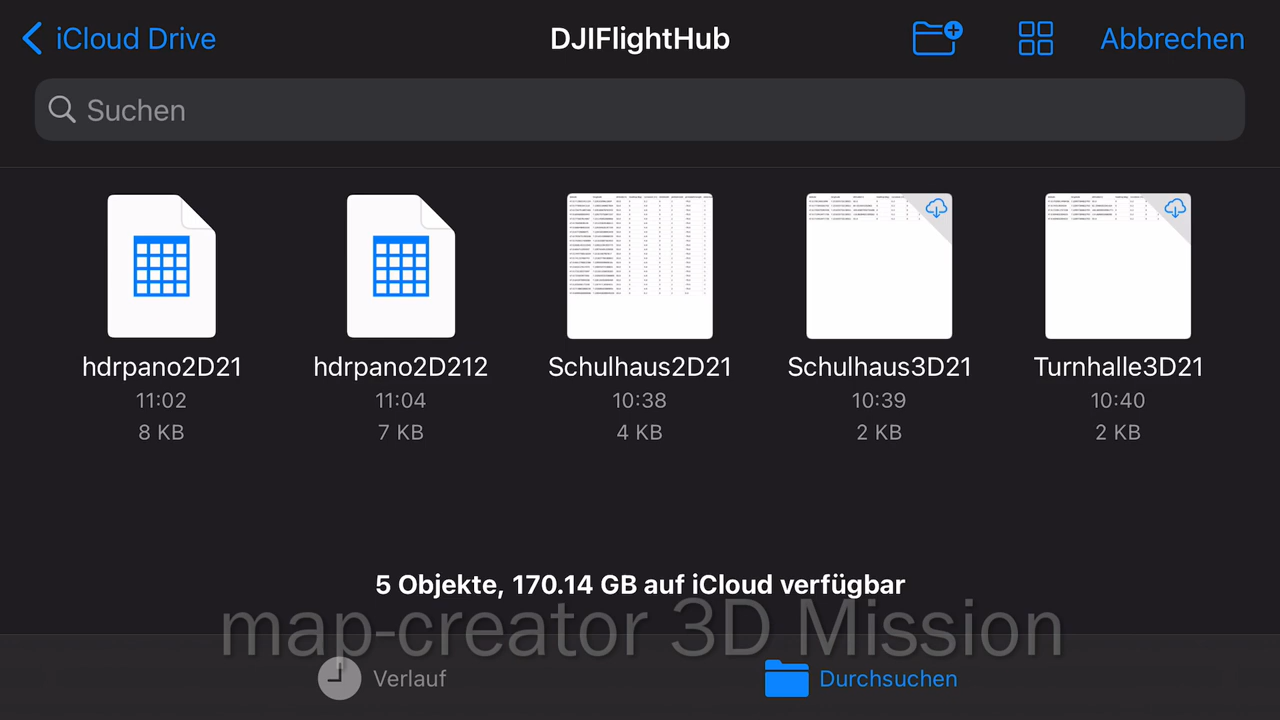 iCloud Drive
DJIFlightHub
Abbrechen
Suchen
hdrpano2D21
11:02
8 KB
hdrpano2D212
11:04
7 KB
Schulhaus2D21
10:38
4 KB
Schulhaus3D21
10:39
2 KB
Turnhalle3D21
10:40
2 KB
5 Objekte, 170.14 GB auf iCloud verfügbar
map-creator 3D Mission
Verlauf
Durchsuchen